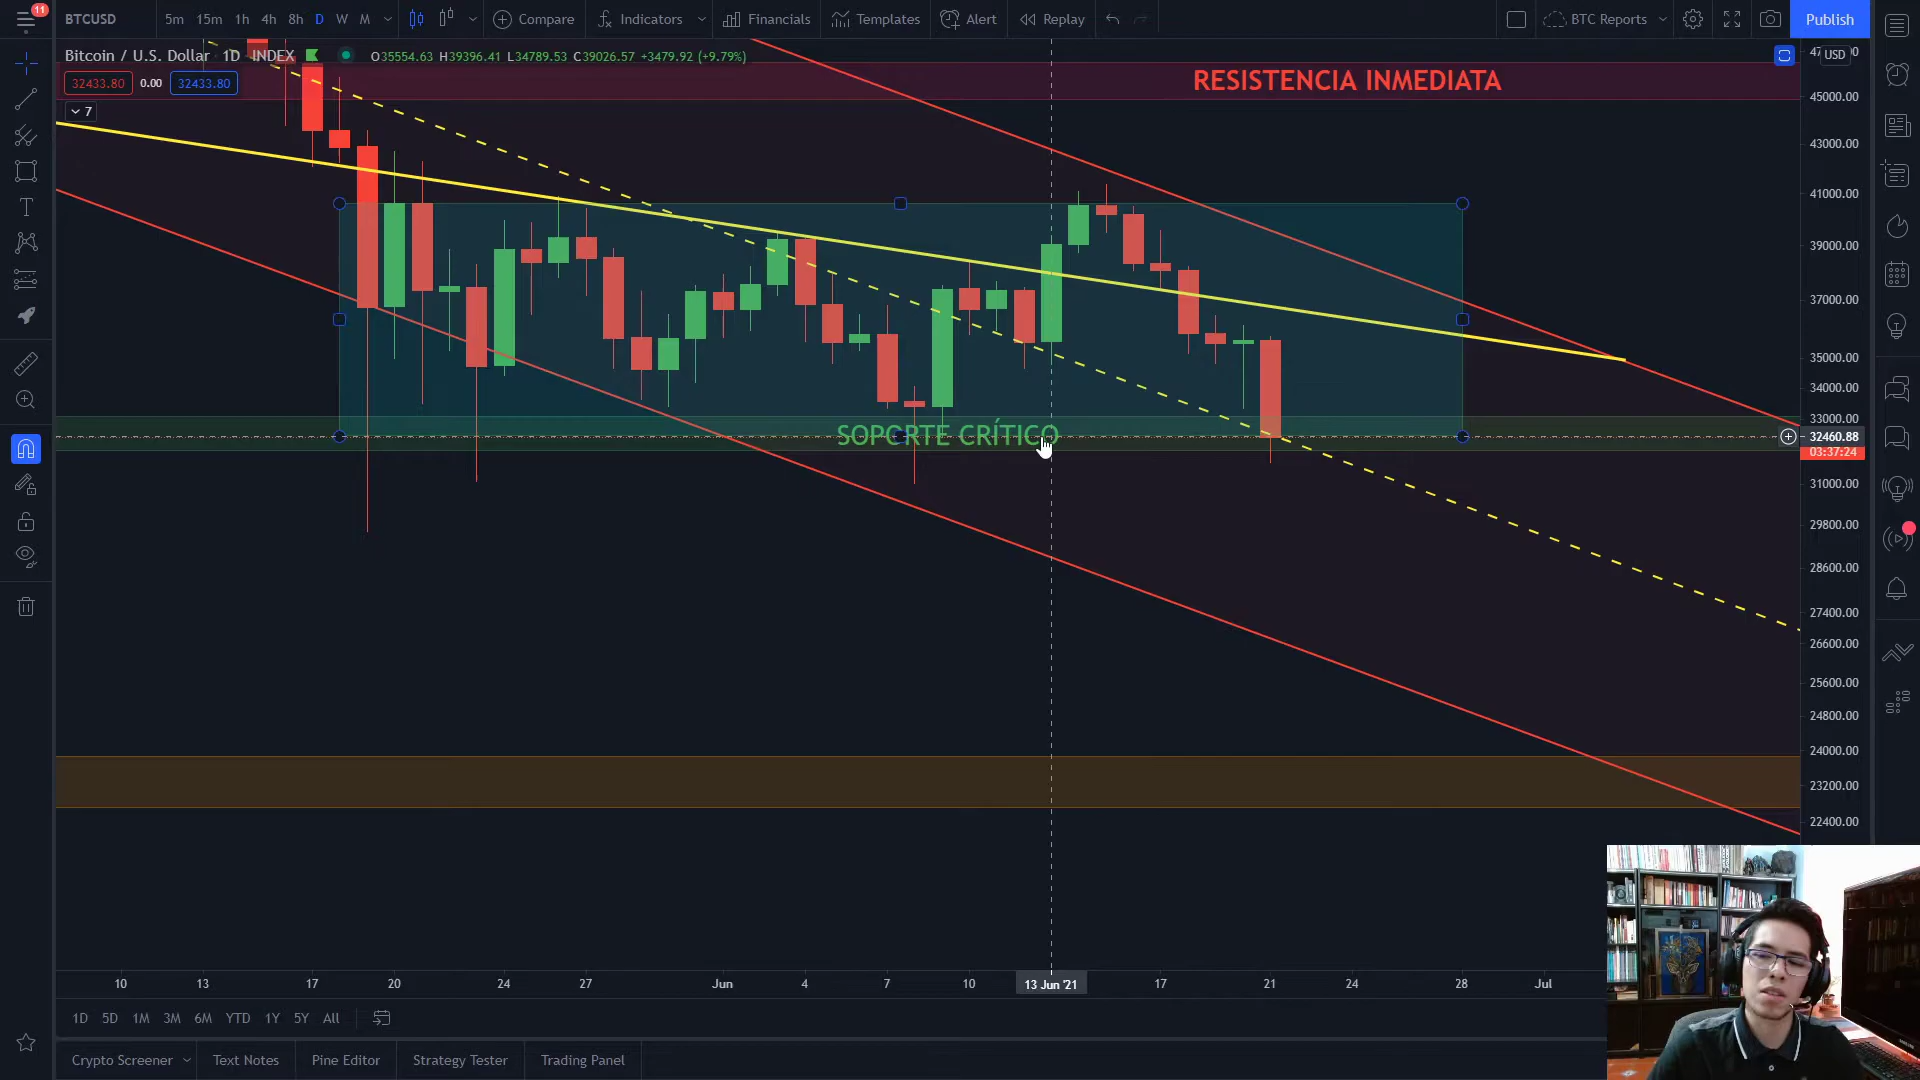 11
BTCUSD 5m 15m 1h 4h 8h D W M Compare Indicators Financials Templates Alert Replay BTC Reports Publish
Bitcoin / U.S. Dollar 1D INDEX O35554.63 H39396.41 L34789.53 C39026.57 +3479.92 (+9.79%)
32433.80 0.00 32433.80
7
USD
RESISTENCIA INMEDIATA
45000.00
43000.00
41000.00
39000.00
37000.00
35000.00
34000.00
33000.00
SOPORTE CRÍTICO
32460.88
03:37:24
31000.00
29800.00
28600.00
27400.00
26600.00
25600.00
24800.00
24000.00
23200.00
22400.00
10 13 17 20 24 27 Jun 4 7 10 13 Jun '21 17 21 24 28 Jul
1D 5D 1M 3M 6M YTD 1Y 5Y All
Crypto Screener Text Notes Pine Editor Strategy Tester Trading Panel